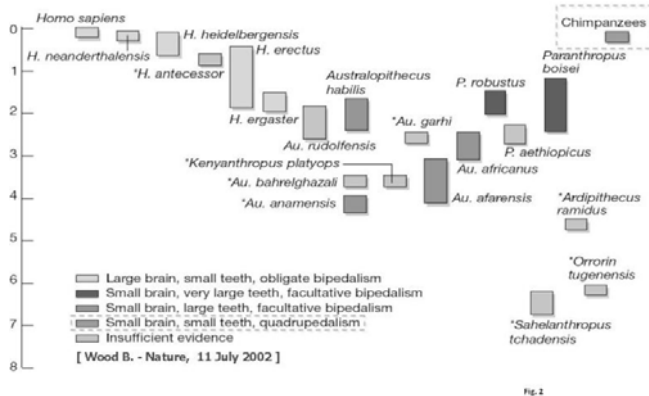 Homo sapiens
H. heidelbergensis
Chimpanzees
H. neanderthalensis
H. erectus
*H. antecessor
Australopithecus
habilis
P. robustus
Paranthropus
boisei
H. ergaster
*Au. garhi
Au. rudolfensis
P. aethiopicus
*Kenyanthropus platyops
Au. africanus
*Au. bahrelghazali
*Au. anamensis
Au. afarensis
*Ardipithecus
ramidus
*Orrorin
tugenensis
*Sahelanthropus
tchadensis
0
1
2
3
4
5
6
7
8
Large brain, small teeth, obligate bipedalism
Small brain, very large teeth, facultative bipedalism
Small brain, large teeth, facultative bipedalism
Small brain, small teeth, quadrupedalism
Insufficient evidence
[ Wood B. - Nature, 11 July 2002 ]
Fig. 2